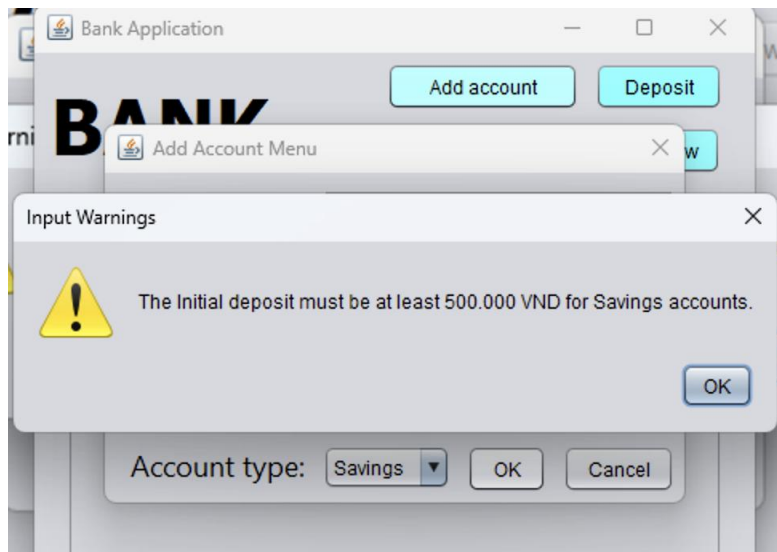 Bank Application
Add account
Deposit
BANK
Add Account Menu
Input Warnings
The Initial deposit must be at least 500.000 VND for Savings accounts.
OK
Account type:
Savings
OK
Cancel